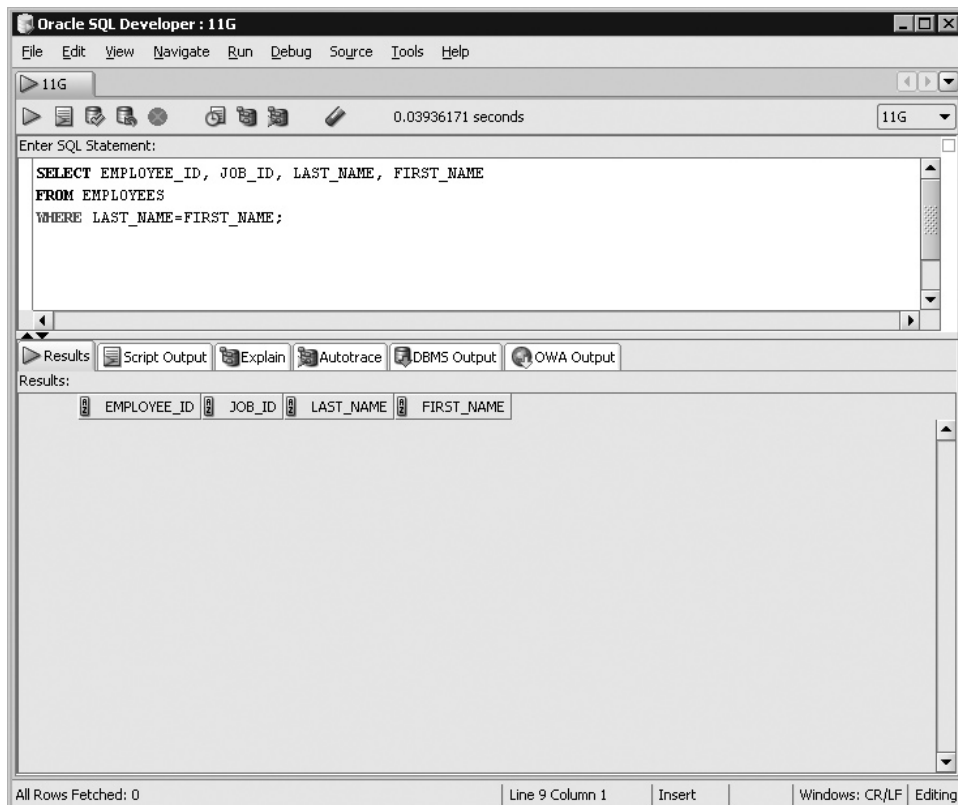 Oracle SQL Developer : 11G
File Edit View Navigate Run Debug Source Tools Help
11G
0.03936171 seconds 11G
Enter SQL Statement:
SELECT EMPLOYEE_ID, JOB_ID, LAST_NAME, FIRST_NAME
FROM EMPLOYEES
WHERE LAST_NAME=FIRST_NAME;
Results Script Output Explain Autotrace DBMS Output OWA Output
Results:
EMPLOYEE_ID JOB_ID LAST_NAME FIRST_NAME
All Rows Fetched: 0 Line 9 Column 1 Insert Windows: CR/LF Editing